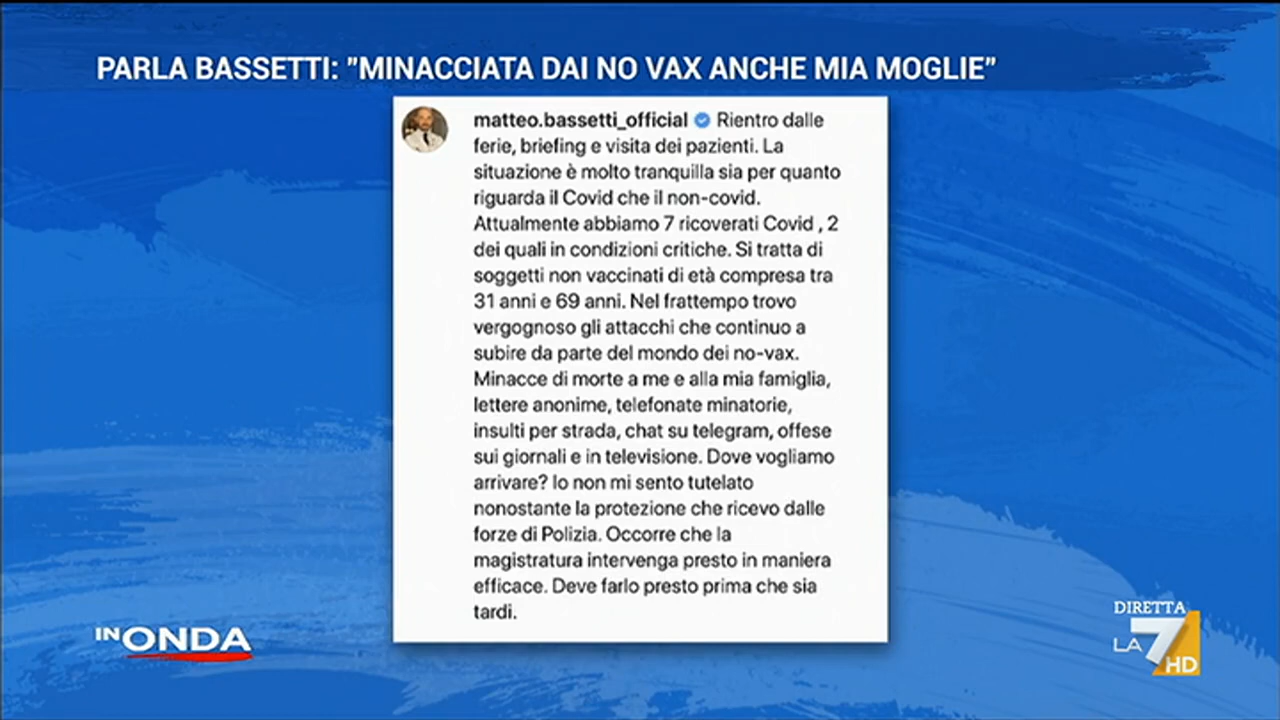 PARLA BASSETTI: "MINACCIATA DAI NO VAX ANCHE MIA MOGLIE"
matteo.bassetti_official Rientro dalle
ferie, briefing e visita dei pazienti. La
situazione è molto tranquilla sia per quanto
riguarda il Covid che il non-covid.
Attualmente abbiamo 7 ricoverati Covid , 2
dei quali in condizioni critiche. Si tratta di
soggetti non vaccinati di età compresa tra
31 anni e 69 anni. Nel frattempo trovo
vergognoso gli attacchi che continuo a
subire da parte del mondo dei no-vax.
Minacce di morte a me e alla mia famiglia,
lettere anonime, telefonate minatorie,
insulti per strada, chat su telegram, offese
sui giornali e in televisione. Dove vogliamo
arrivare? Io non mi sento tutelato
nonostante la protezione che ricevo dalle
forze di Polizia. Occorre che la
magistratura intervenga presto in maniera
efficace. Deve farlo presto prima che sia
tardi.
IN ONDA
DIRETTA
LA 7 HD